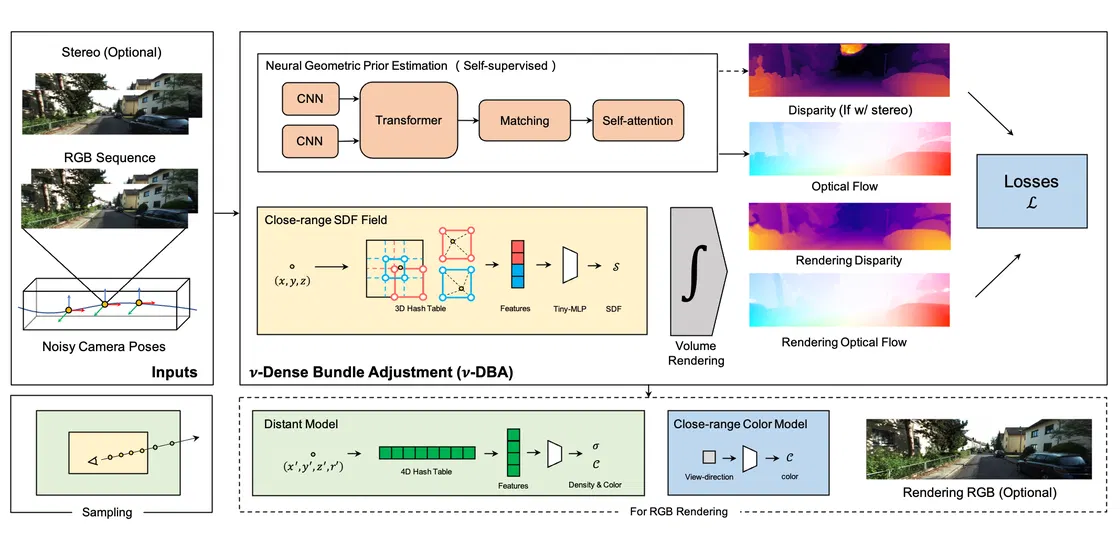 Stereo (Optional)
RGB Sequence
Noisy Camera Poses
Inputs
Neural Geometric Prior Estimation ( Self-supervised )
CNN
CNN
Transformer
Matching
Self-attention
Disparity (If w/ stereo)
Optical Flow
Rendering Disparity
Rendering Optical Flow
Losses
ℒ
Close-range SDF Field
(x, y, z)
3D Hash Table
Features
Tiny-MLP
𝒮
SDF
∫
Volume
Rendering
ν-Dense Bundle Adjustment (ν-DBA)
Sampling
Distant Model
(x′, y′, z′, r′)
4D Hash Table
Features
σ
𝒞
Density & Color
Close-range Color Model
View-direction
𝒞
color
Rendering RGB (Optional)
For RGB Rendering